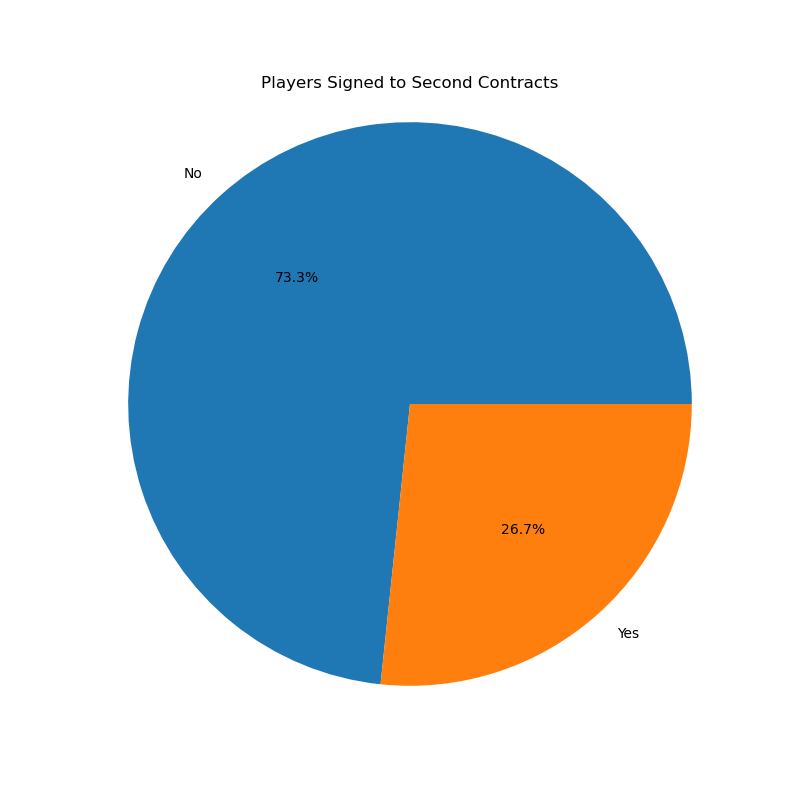 Players Signed to Second Contracts
No
73.3%
26.7%
Yes